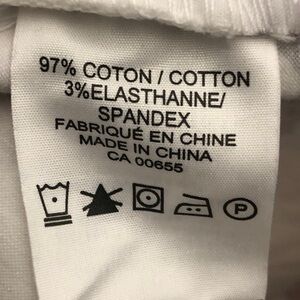 97% COTON / COTTON
3%ELASTHANNE/
SPANDEX
FABRIQUÉ EN CHINE
MADE IN CHINA
CA 00655
P